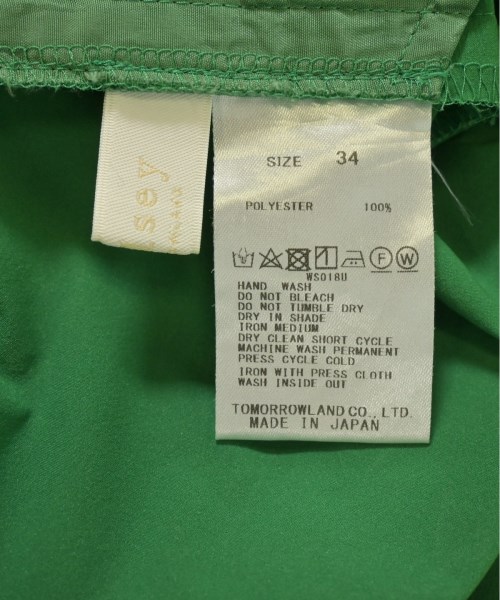 sey
SIZE 34
POLYESTER 100%
F W
WS018U
HAND WASH
DO NOT BLEACH
DO NOT TUMBLE DRY
DRY IN SHADE
IRON MEDIUM
DRY CLEAN SHORT CYCLE
MACHINE WASH PERMANENT
PRESS CYCLE COLD
IRON WITH PRESS CLOTH
WASH INSIDE OUT
TOMORROWLAND CO., LTD.
MADE IN JAPAN